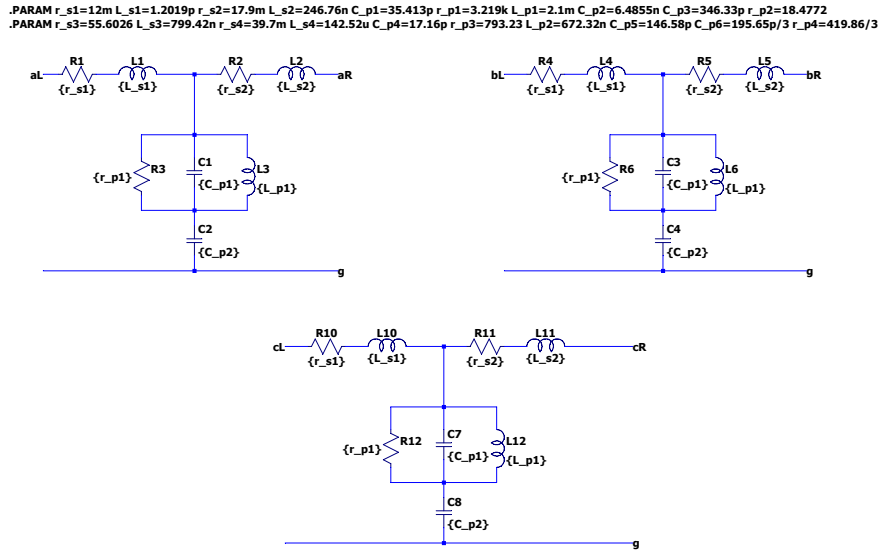 .PARAM r_s1=12m L_s1=1.2019p r_s2=17.9m L_s2=246.76n C_p1=35.413p r_p1=3.219k L_p1=2.1m C_p2=6.4855n C_p3=346.33p r_p2=18.4772
.PARAM r_s3=55.6026 L_s3=799.42n r_s4=39.7m L_s4=142.52u C_p4=17.16p r_p3=793.23 L_p2=672.32n C_p5=146.58p C_p6=195.65p/3 r_p4=419.86/3
R1 L1 R2 L2
aL aR
{r_s1} {L_s1} {r_s2} {L_s2}
C1
R3 L3
{r_p1} {C_p1} {L_p1}
C2
{C_p2}
g
R4 L4 R5 L5
bL bR
{r_s1} {L_s1} {r_s2} {L_s2}
C3
R6 L6
{r_p1} {C_p1} {L_p1}
C4
{C_p2}
g
R10 L10 R11 L11
cL cR
{r_s1} {L_s1} {r_s2} {L_s2}
C7
R12 L12
{r_p1} {C_p1} {L_p1}
C8
{C_p2}
g